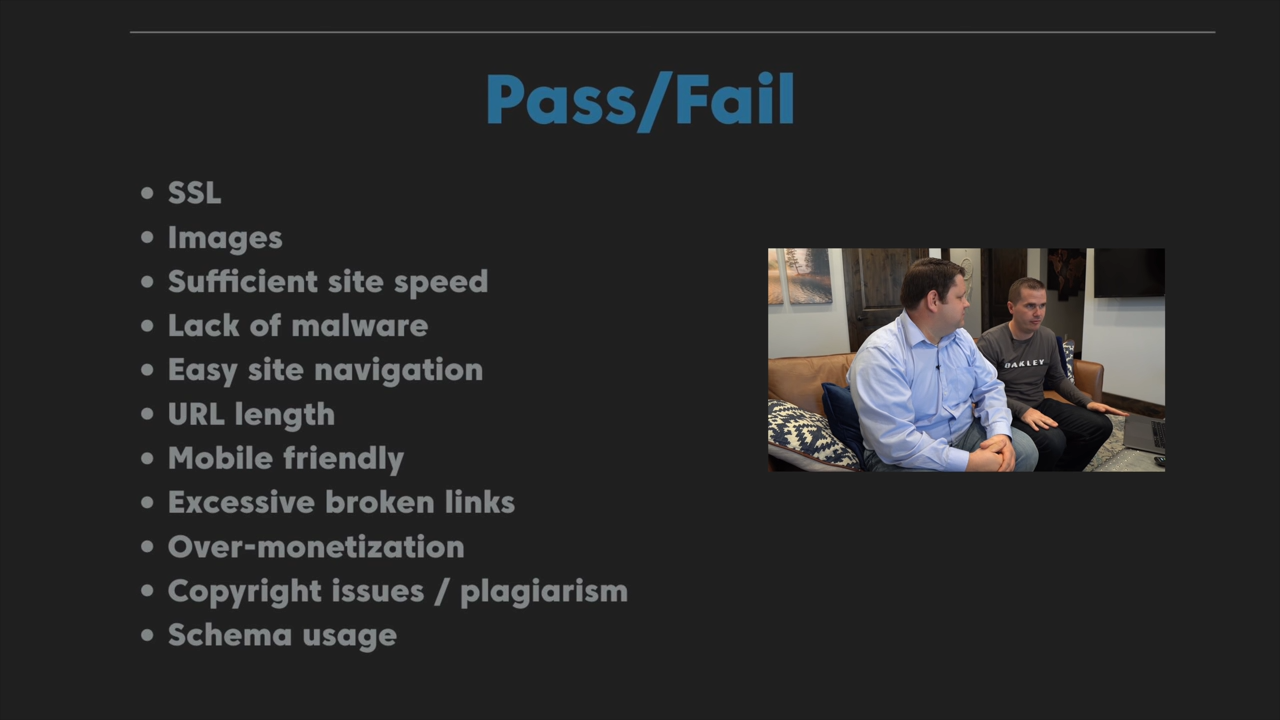 Pass/Fail
• SSL
• Images
• Sufficient site speed
• Lack of malware
• Easy site navigation
• URL length
• Mobile friendly
• Excessive broken links
• Over-monetization
• Copyright issues / plagiarism
• Schema usage
OAKLEY